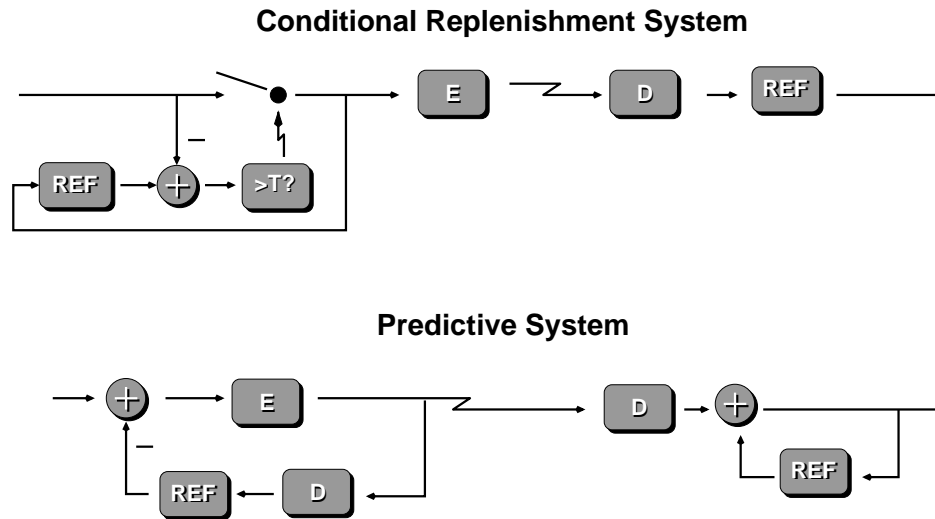 Conditional Replenishment System
E
D
REF
−
REF
+
>T?
Predictive System
+
E
D
+
−
REF
D
REF